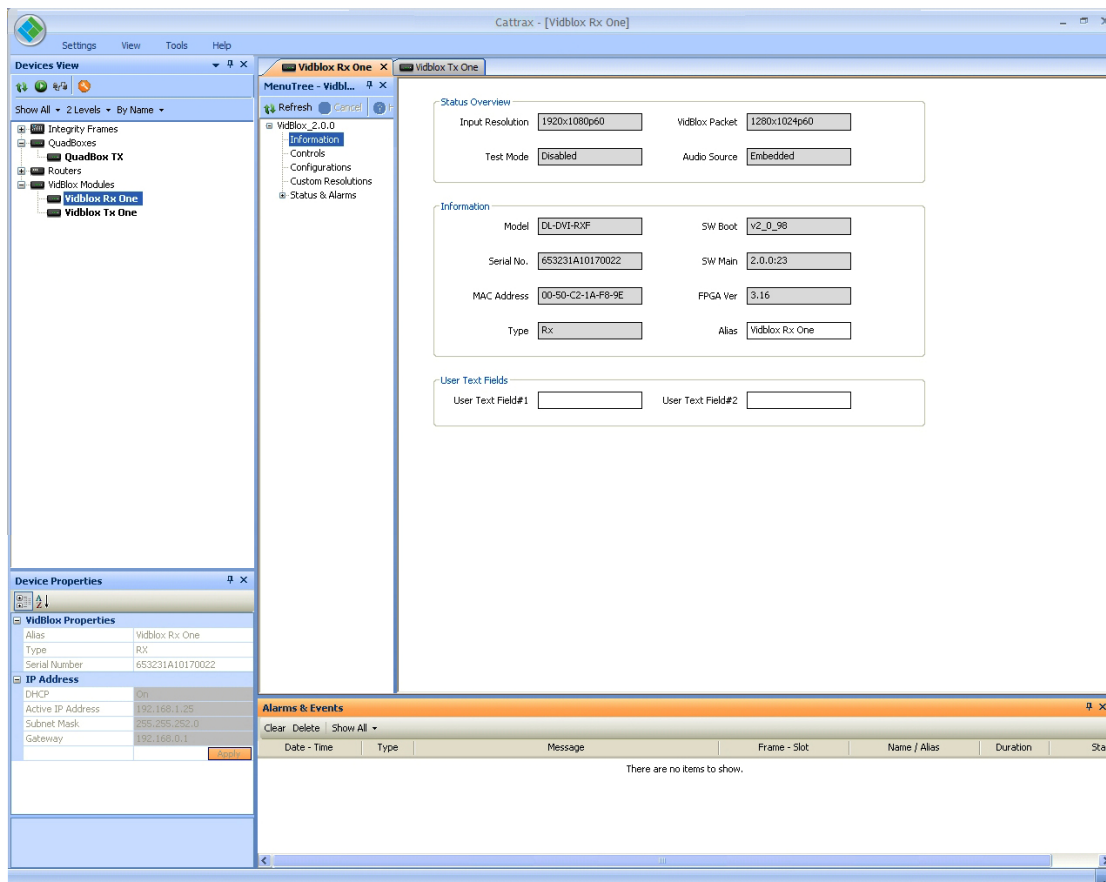 Cattrax - [Vidblox Rx One]
Settings View Tools Help
Devices View
Show All 2 Levels By Name
Integrity Frames
QuadBoxes
QuadBox TX
Routers
VidBlox Modules
Vidblox Rx One
Vidblox Tx One
Vidblox Rx One Vidblox Tx One
MenuTree - Vidbl...
Refresh Cancel
VidBlox_2.0.0
Information
Controls
Configurations
Custom Resolutions
Status & Alarms
Status Overview
Input Resolution 1920x1080p60 VidBlox Packet 1280x1024p60
Test Mode Disabled Audio Source Embedded
Information
Model DL-DVI-RXF SW Boot v2_0_98
Serial No. 653231A10170022 SW Main 2.0.0:23
MAC Address 00-50-C2-1A-F8-9E FPGA Ver 3.16
Type Rx Alias Vidblox Rx One
User Text Fields
User Text Field#1 User Text Field#2
Device Properties
VidBlox Properties
Alias Vidblox Rx One
Type RX
Serial Number 653231A10170022
IP Address
DHCP On
Active IP Address 192.168.1.25
Subnet Mask 255.255.252.0
Gateway 192.168.0.1
Apply
Alarms & Events
Clear Delete Show All
Date - Time Type Message Frame - Slot Name / Alias Duration Sta
There are no items to show.